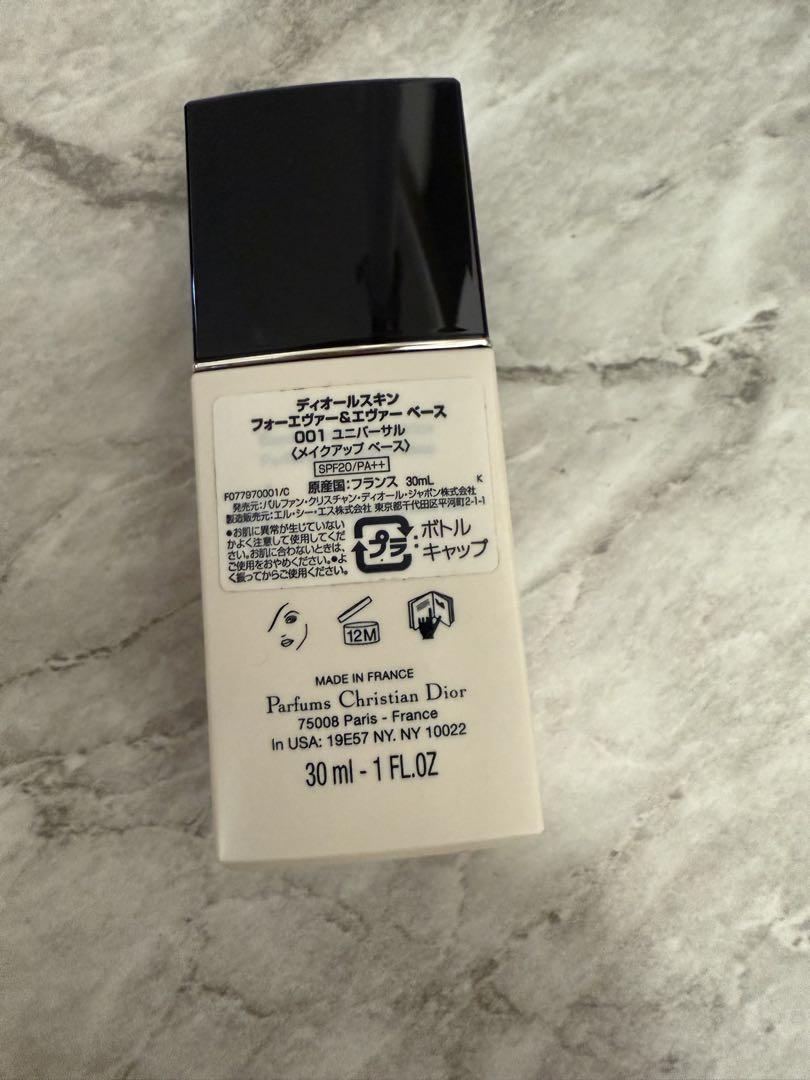 ディオールスキン
フォーエヴァー&エヴァー ベース
001 ユニバーサル
〈メイクアップ ベース〉
SPF20/PA++
F077970001/C 原産国:フランス 30mL K
発売元:パルファン・クリスチャン・ディオール・ジャポン株式会社
製造販売元:エル・シー・エス株式会社 東京都千代田区平河町2-1-1
●お肌に異常が生じていない
かよく注意して使用してくだ
さい。お肌に合わないときは、
ご使用をおやめください。●よ
く振ってからご使用ください。
プラ : ボトル
キャップ
12M
MADE IN FRANCE
Parfums Christian Dior
75008 Paris - France
In USA: 19E57 NY. NY 10022
30 ml - 1 FL.OZ